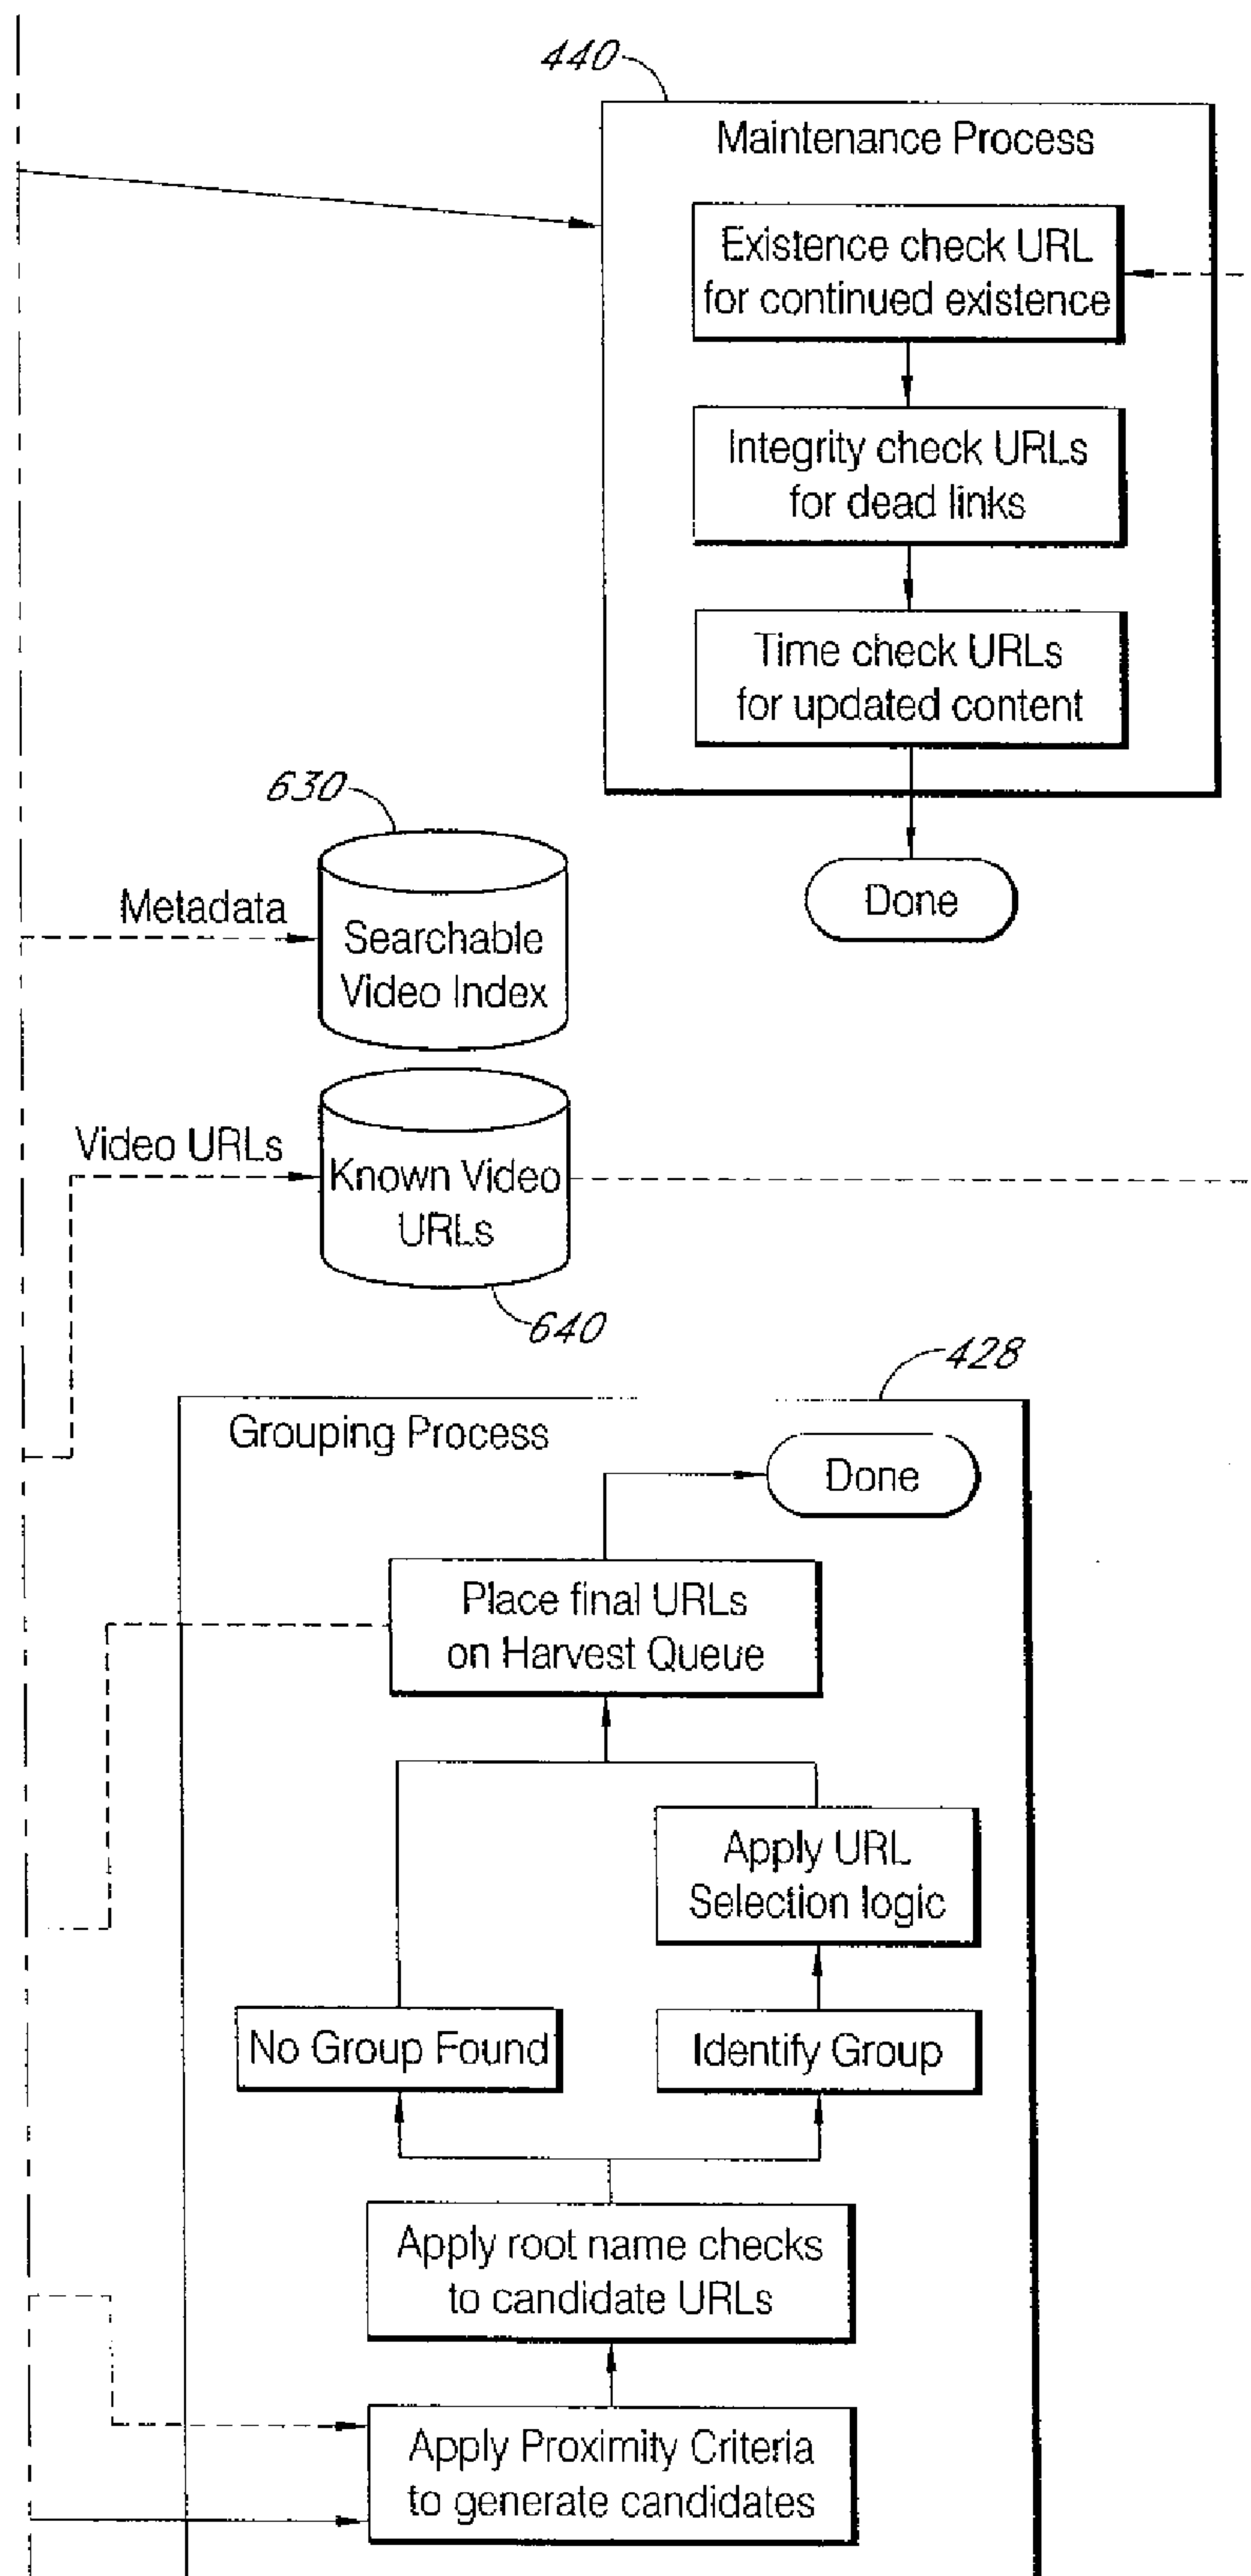 440
Maintenance Process
Existence check URL
for continued existence
Integrity check URLs
for dead links
Time check URLs
for updated content
Done
630
Metadata
Searchable
Video Index
Video URLs
Known Video
URLs
640
428
Grouping Process
Done
Place final URLs
on Harvest Queue
Apply URL
Selection logic
No Group Found
Identify Group
Apply root name checks
to candidate URLs
Apply Proximity Criteria
to generate candidates